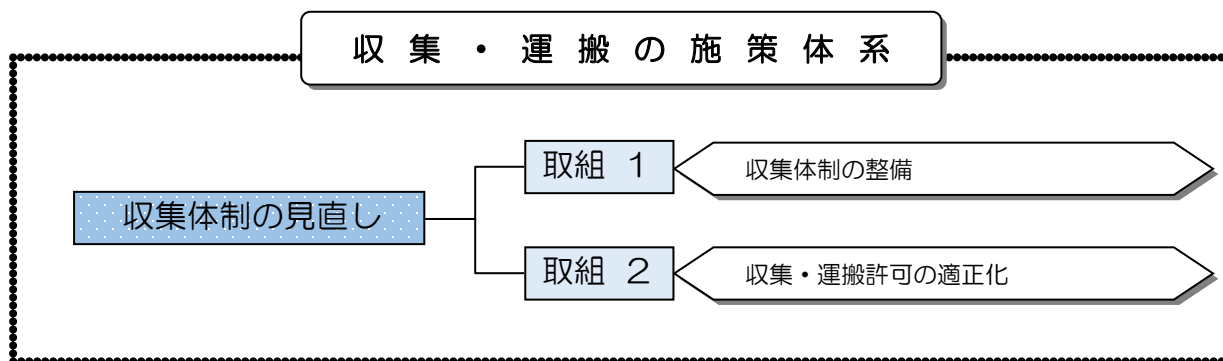 収集・運搬の施策体系
取組 1
収集体制の整備
収集体制の見直し
取組 2
収集・運搬許可の適正化